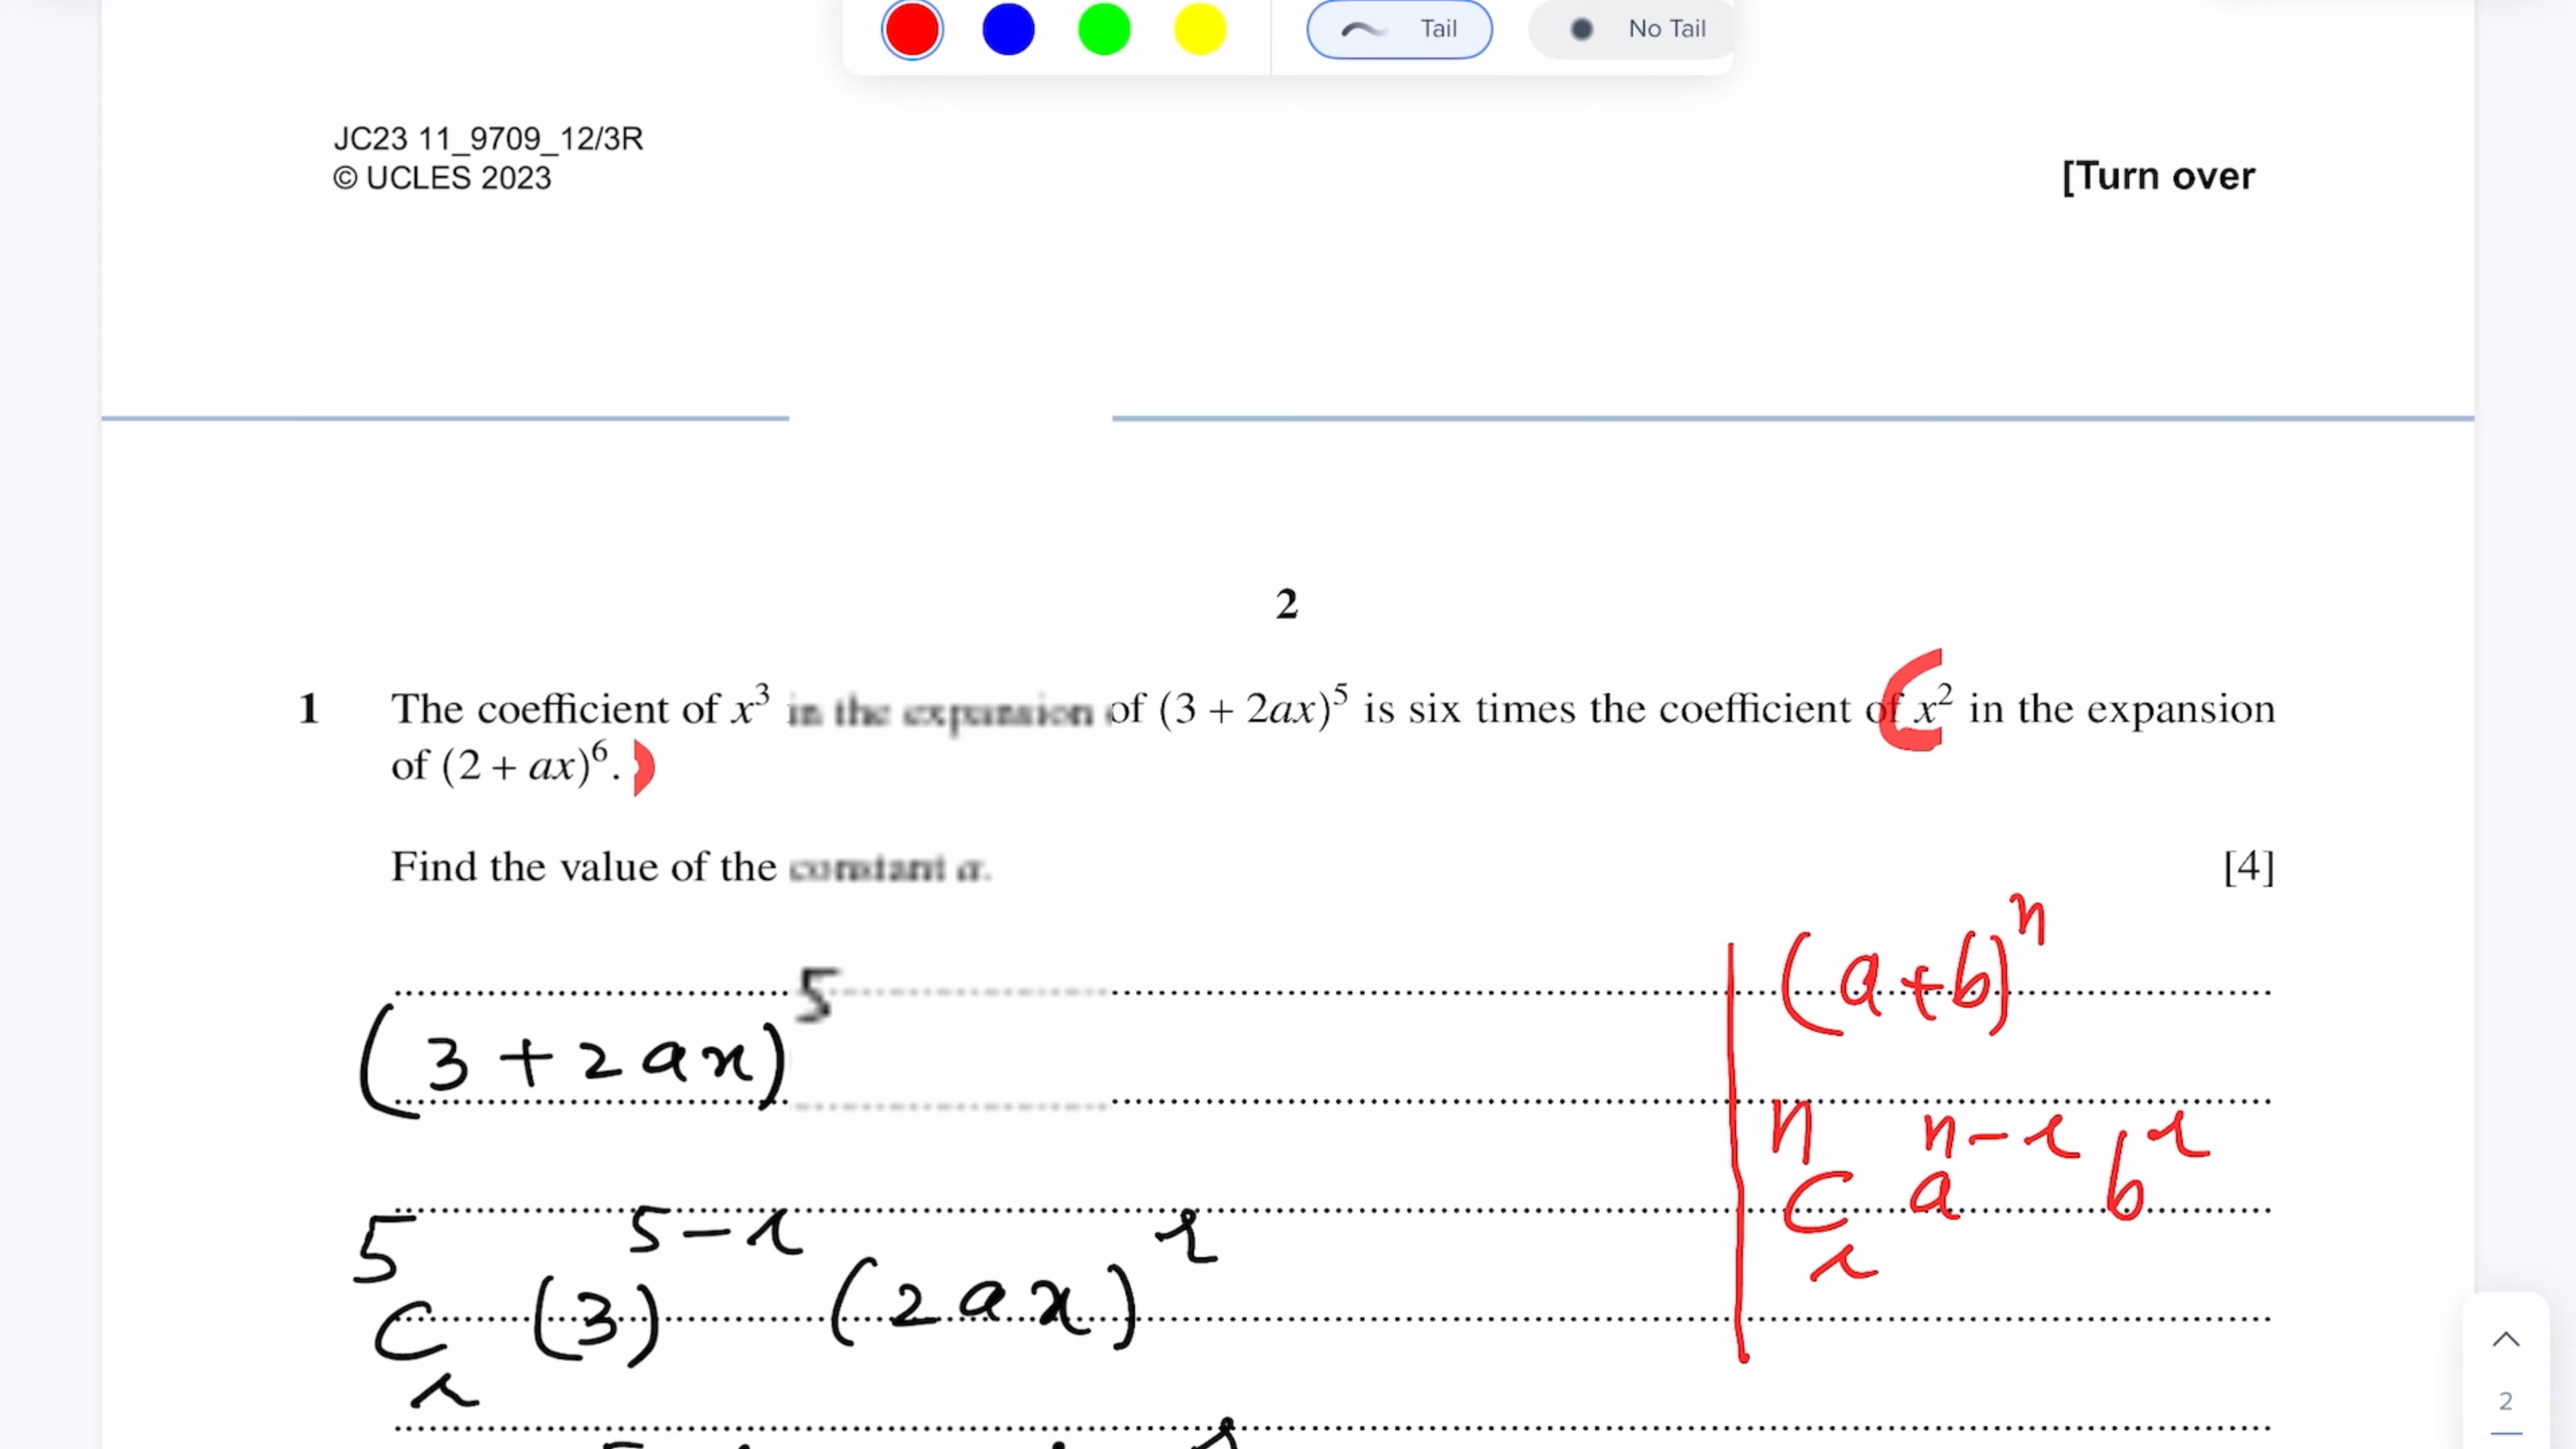 Tail No Tail
JC23 11_9709_12/3R
© UCLES 2023
[Turn over
2
1 The coefficient of x³ in the expansion of (3 + 2ax)⁵ is six times the coefficient of x² in the expansion
of (2 + ax)⁶.
Find the value of the constant a. [4]
(3 + 2ax)⁵
⁵Cᵣ (3)⁵⁻ʳ (2ax)ʳ
(a+b)ⁿ
ⁿCᵣ aⁿ⁻ʳ bʳ
2